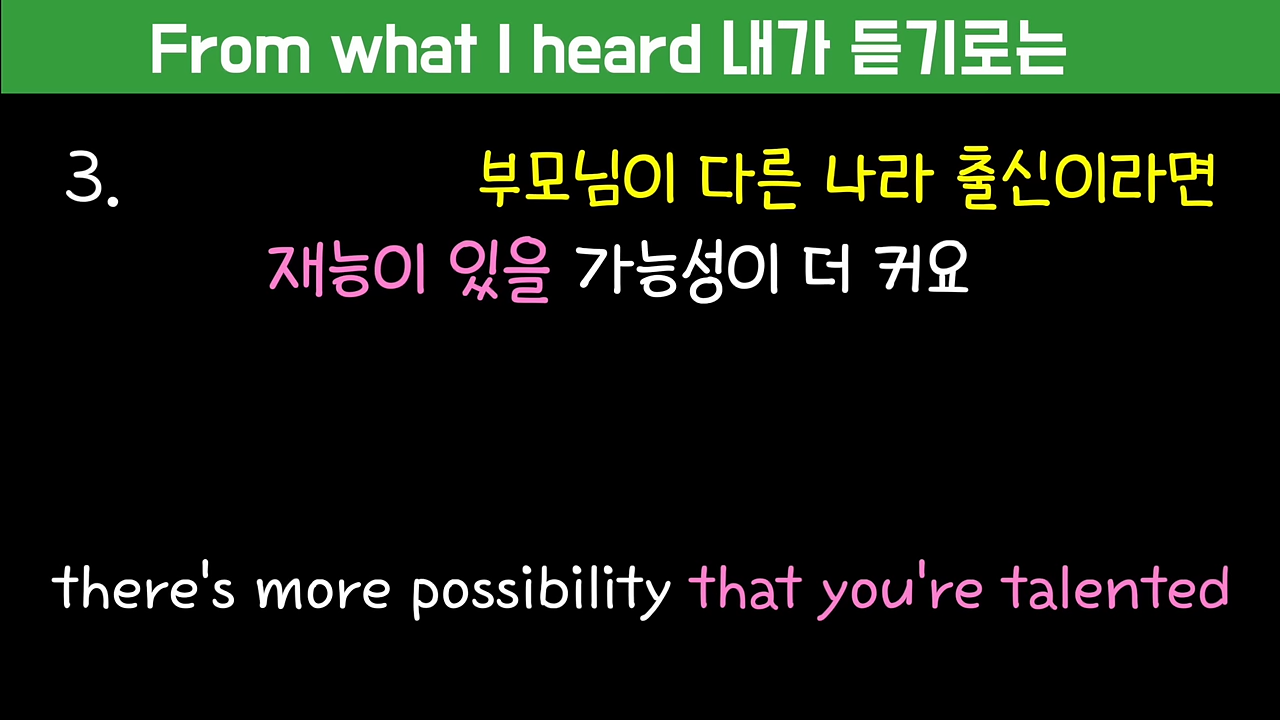 From what I heard 내가 듣기로는
3. 부모님이 다른 나라 출신이라면
재능이 있을 가능성이 더 커요
there's more possibility that you're talented